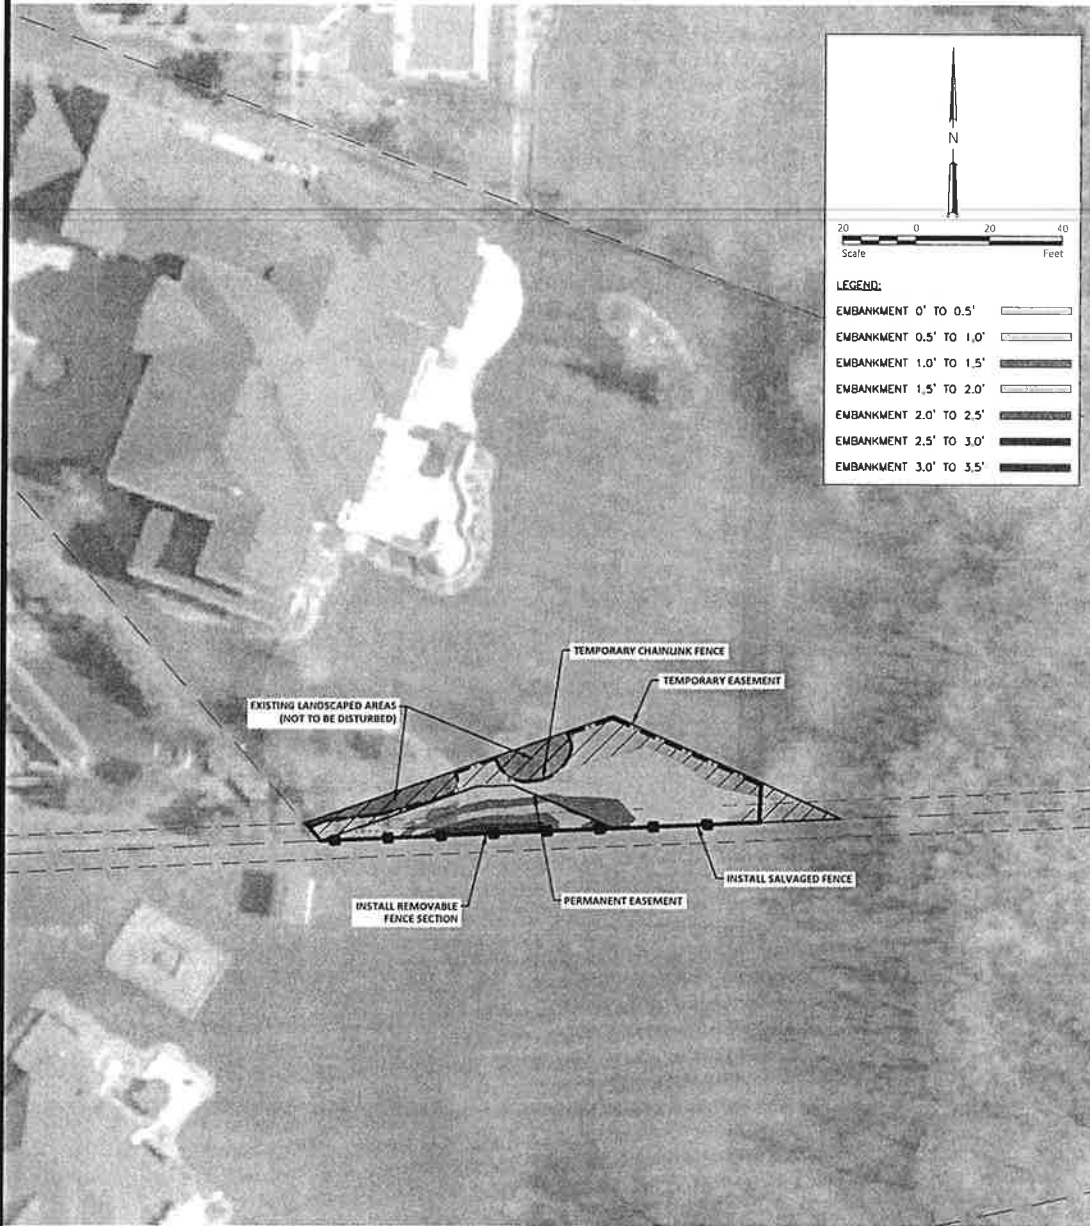 N
20 0 20 40
Scale Feet
LEGEND:
EMBANKMENT 0' TO 0.5'
EMBANKMENT 0.5' TO 1.0'
EMBANKMENT 1.0' TO 1.5'
EMBANKMENT 1.5' TO 2.0'
EMBANKMENT 2.0' TO 2.5'
EMBANKMENT 2.5' TO 3.0'
EMBANKMENT 3.0' TO 3.5'
TEMPORARY CHAINLINK FENCE
TEMPORARY EASEMENT
EXISTING LANDSCAPED AREAS
(NOT TO BE DISTURBED)
INSTALL SALVAGED FENCE
PERMANENT EASEMENT
INSTALL REMOVABLE
FENCE SECTION